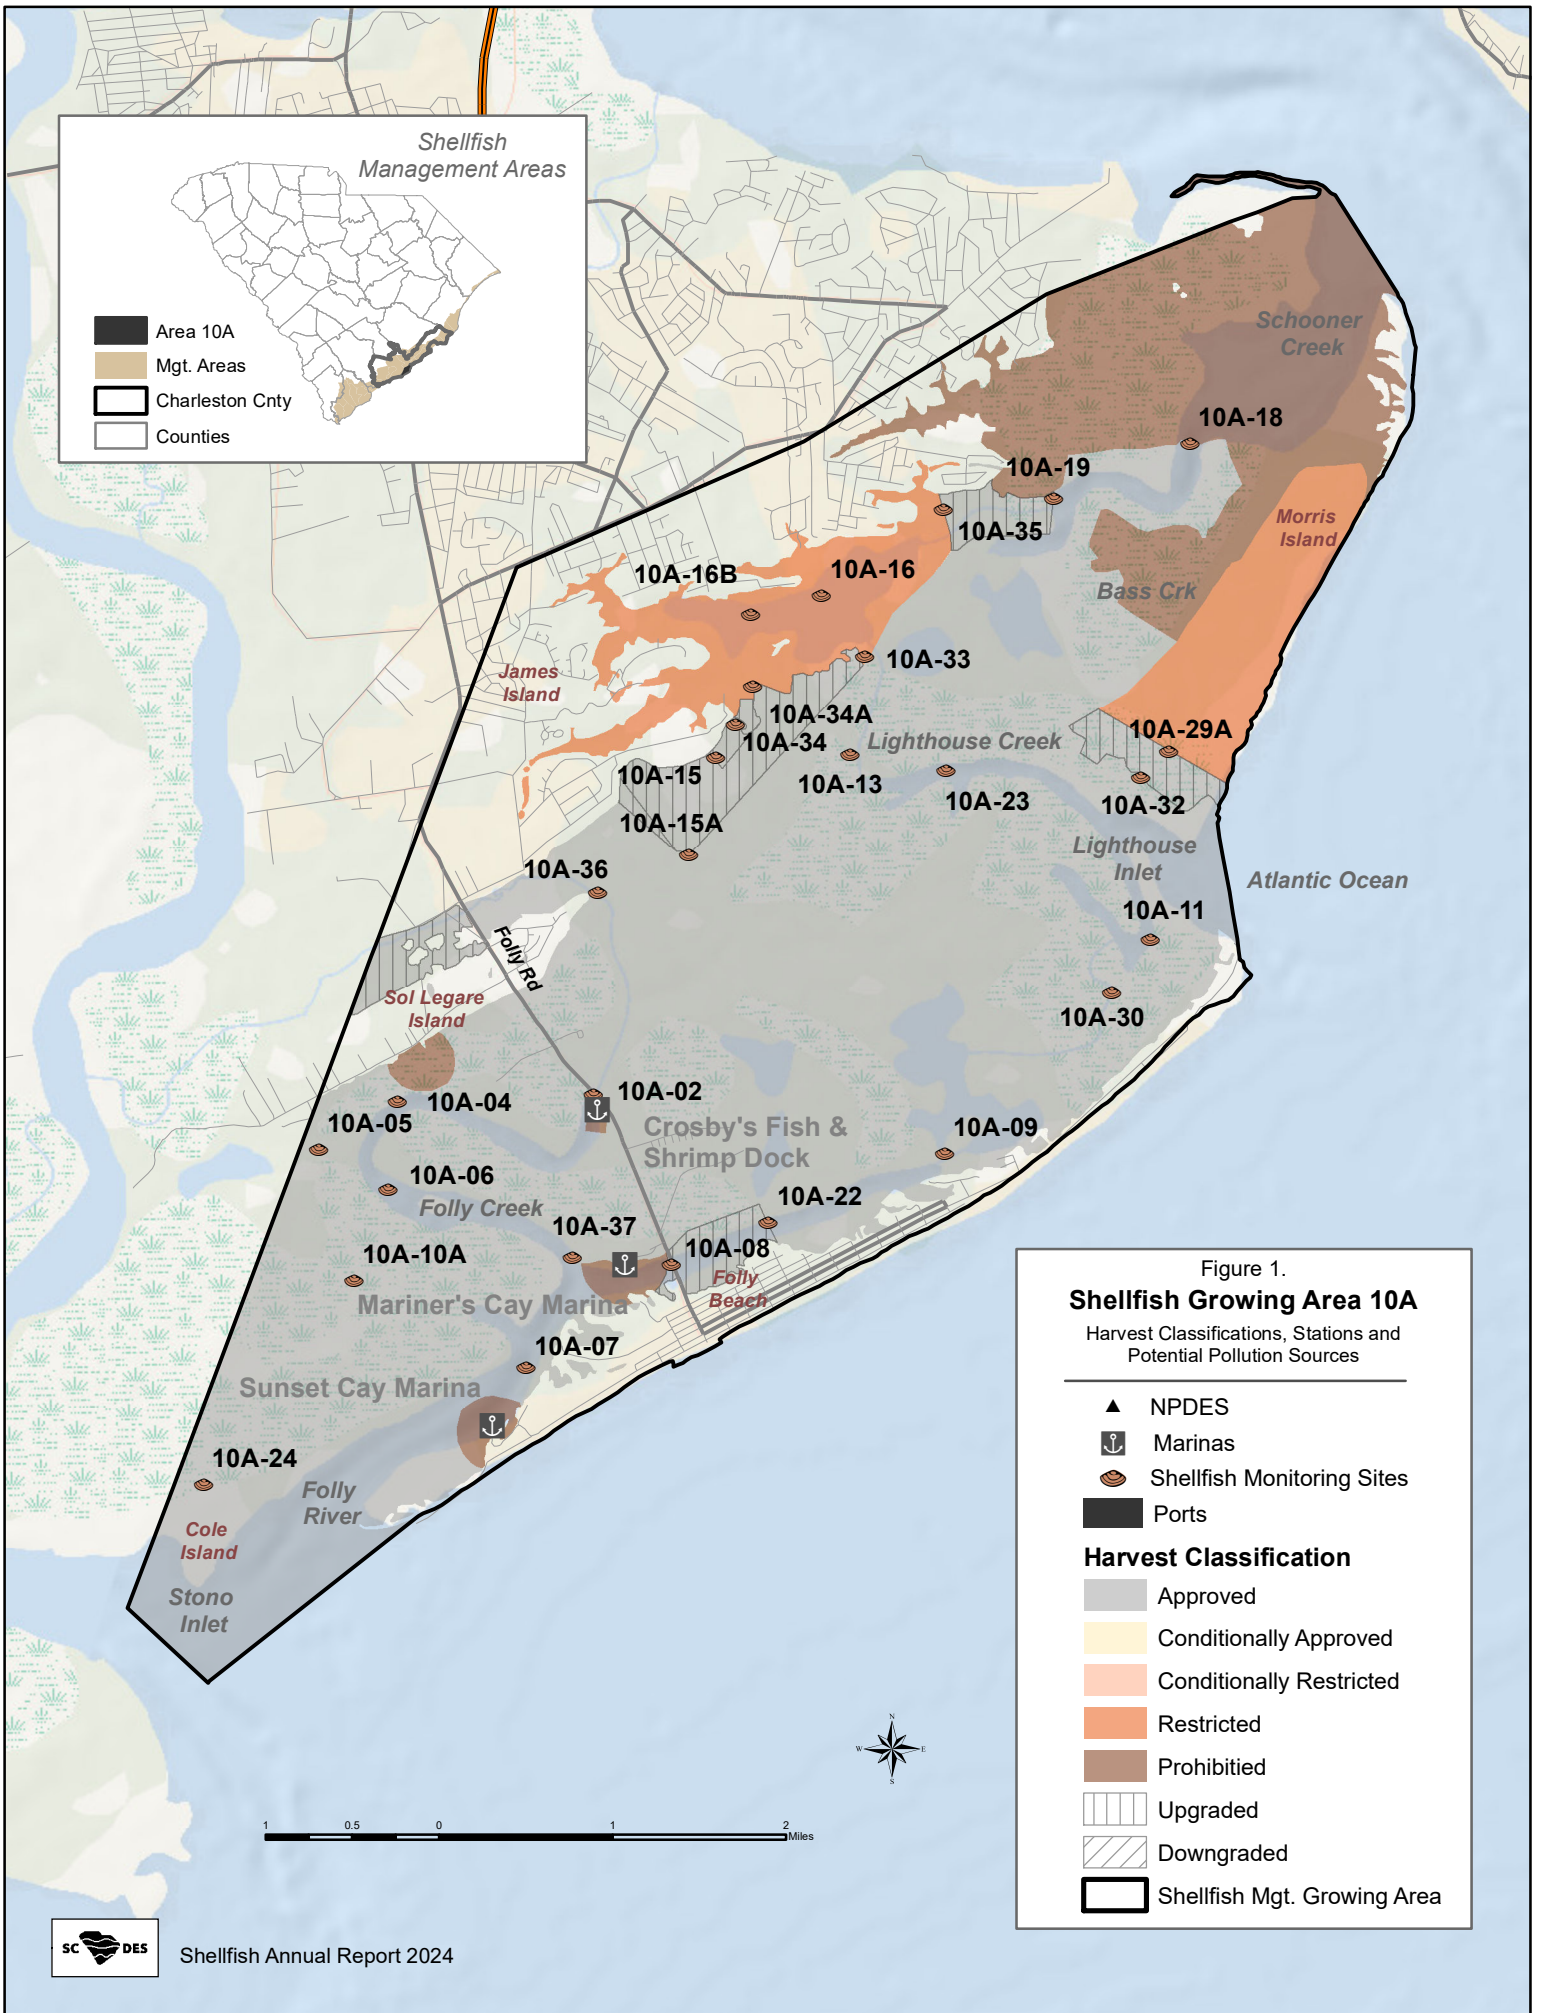 Shellfish
Management Areas
Area 10A
Mgt. Areas
Charleston Cnty
Counties
Schooner
Creek
10A-18
10A-19
10A-35
Morris
Island
10A-16B
10A-16
Bass Crk
James
Island
10A-33
10A-34A
10A-34
Lighthouse Creek
10A-29A
10A-15
10A-13
10A-23
10A-32
10A-15A
Lighthouse
Inlet
10A-36
Atlantic Ocean
10A-11
Folly Rd
Sol Legare
Island
10A-30
10A-02
10A-04
10A-05
Crosby's Fish &
Shrimp Dock
10A-09
10A-06
Folly Creek
10A-22
10A-37
10A-10A
10A-08
Folly
Beach
Mariner's Cay Marina
10A-07
Sunset Cay Marina
10A-24
Folly
River
Cole
Island
Stono
Inlet
Figure 1.
Shellfish Growing Area 10A
Harvest Classifications, Stations and
Potential Pollution Sources
NPDES
Marinas
Shellfish Monitoring Sites
Ports
Harvest Classification
Approved
Conditionally Approved
Conditionally Restricted
Restricted
Prohibitied
Upgraded
Downgraded
Shellfish Mgt. Growing Area
N
W E
S
1 0.5 0 1 2
Miles
SC DES
Shellfish Annual Report 2024